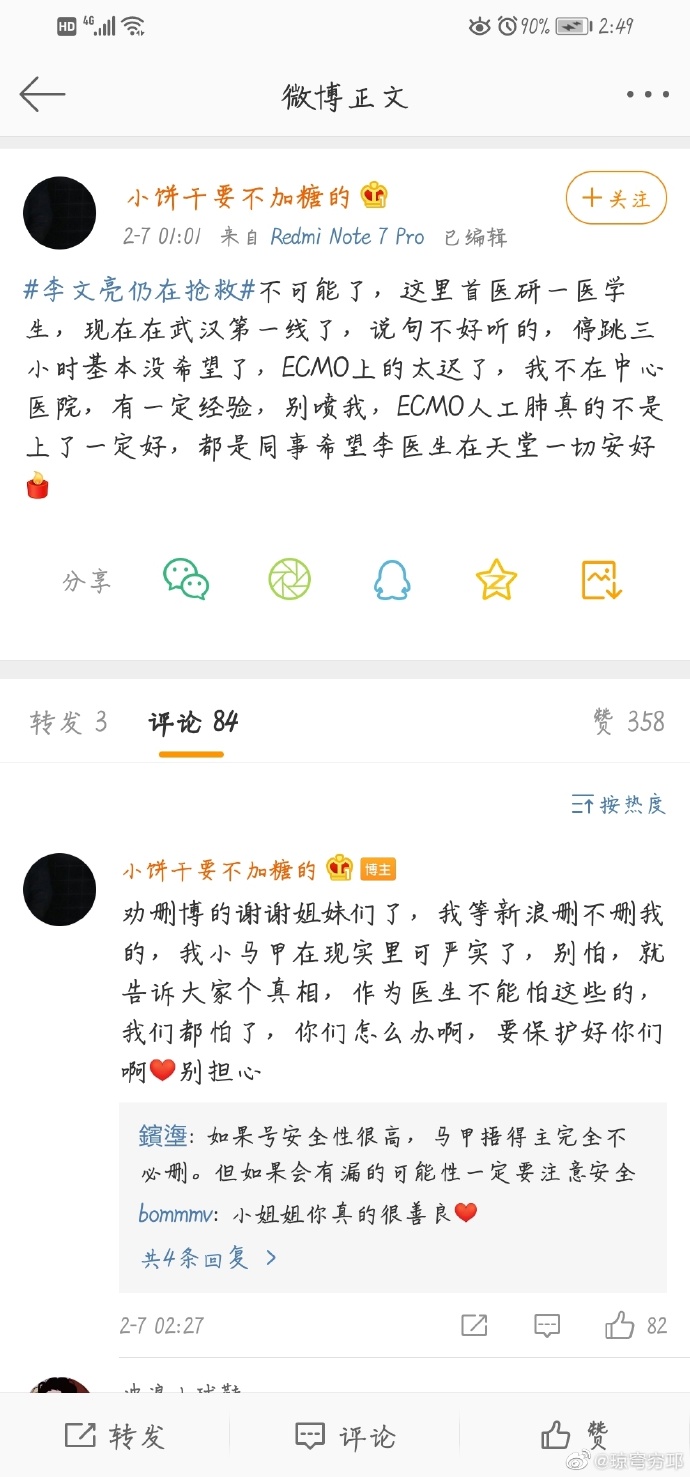 HD 4G 90% 2:49
微博正文
小饼干要不加糖的
+关注
2-7 01:01 来自 Redmi Note 7 Pro 已编辑
#李文亮仍在抢救#不可能了，这里首医研一医学
生，现在在武汉第一线了，说句不好听的，停跳三
小时基本没希望了，ECMO上的太迟了，我不在中心
医院，有一定经验，别喷我，ECMO人工肺真的不是
上了一定好，都是同事希望李医生在天堂一切安好
分享
转发 3 评论 84 赞 358
按热度
小饼干要不加糖的 博主
劝删博的谢谢姐妹们了，我等新浪删不删我
的，我小马甲在现实里可严实了，别怕，就
告诉大家个真相，作为医生不能怕这些的，
我们都怕了，你们怎么办啊，要保护好你们
啊❤别担心
鑌壥: 如果号安全性很高，马甲捂得主完全不
必删。但如果会有漏的可能性一定要注意安全
bommmv: 小姐姐你真的很善良❤
共4条回复 >
2-7 02:27 82
转发 评论 赞